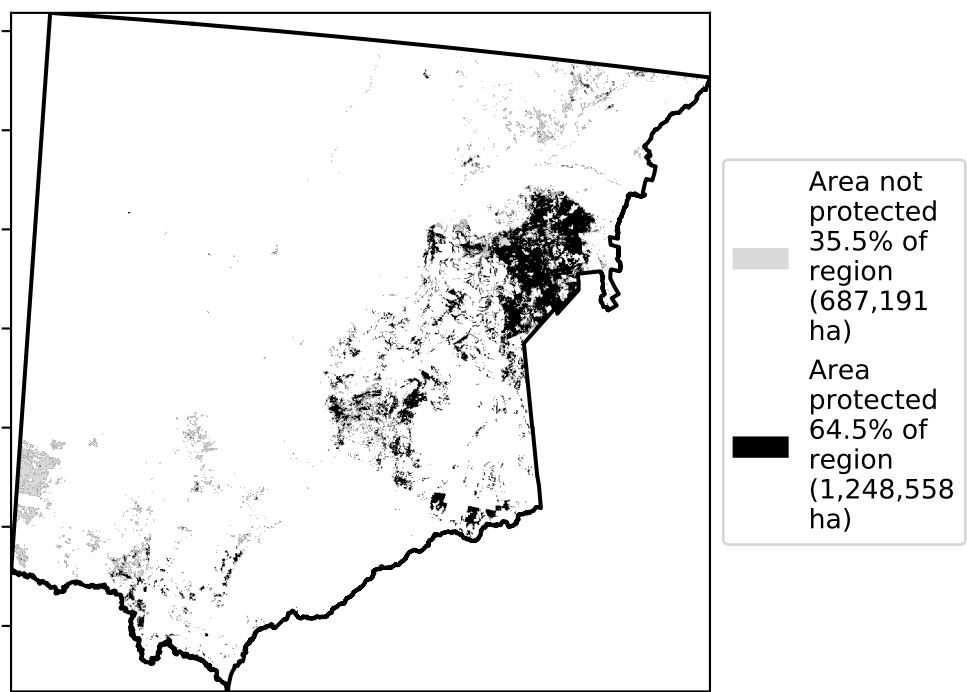 Area not
protected
35.5% of
region
(687,191
ha)
Area
protected
64.5% of
region
(1,248,558
ha)